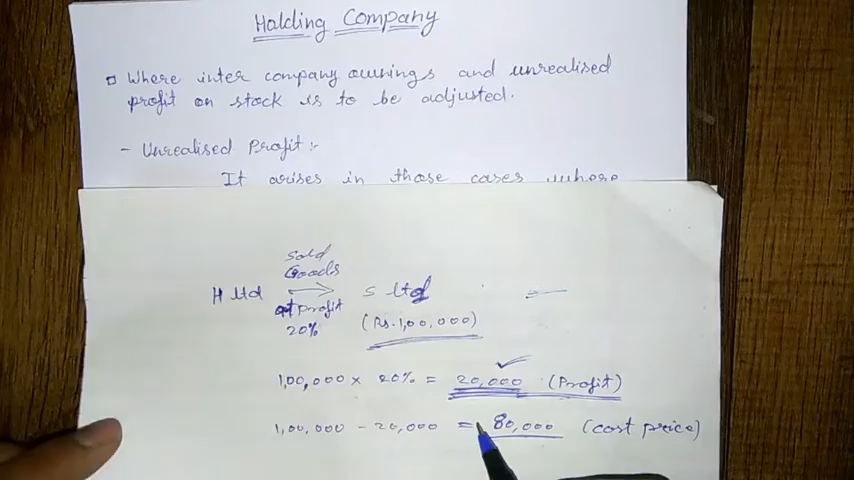 Holding Company
Where inter company ownings and unrealised
profit on stock is to be adjusted.
- Unrealised Profit :-
It arises in those cases where
Sold
Goods
H Ltd → S Ltd
at profit
20%
(Rs. 1,00,000)
1,00,000 x 20% = 20,000 (Profit)
1,00,000 - 20,000 = 80,000 (cost price)